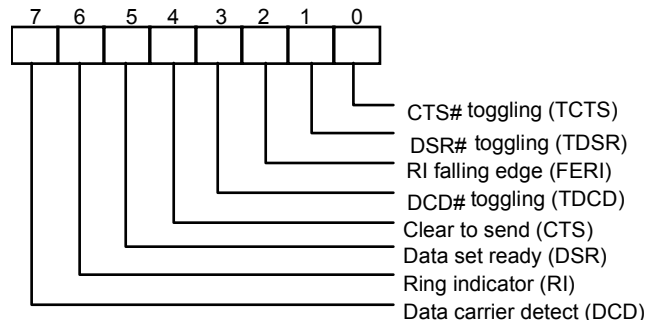 7 6 5 4 3 2 1 0
CTS# toggling (TCTS)
DSR# toggling (TDSR)
RI falling edge (FERI)
DCD# toggling (TDCD)
Clear to send (CTS)
Data set ready (DSR)
Ring indicator (RI)
Data carrier detect (DCD)